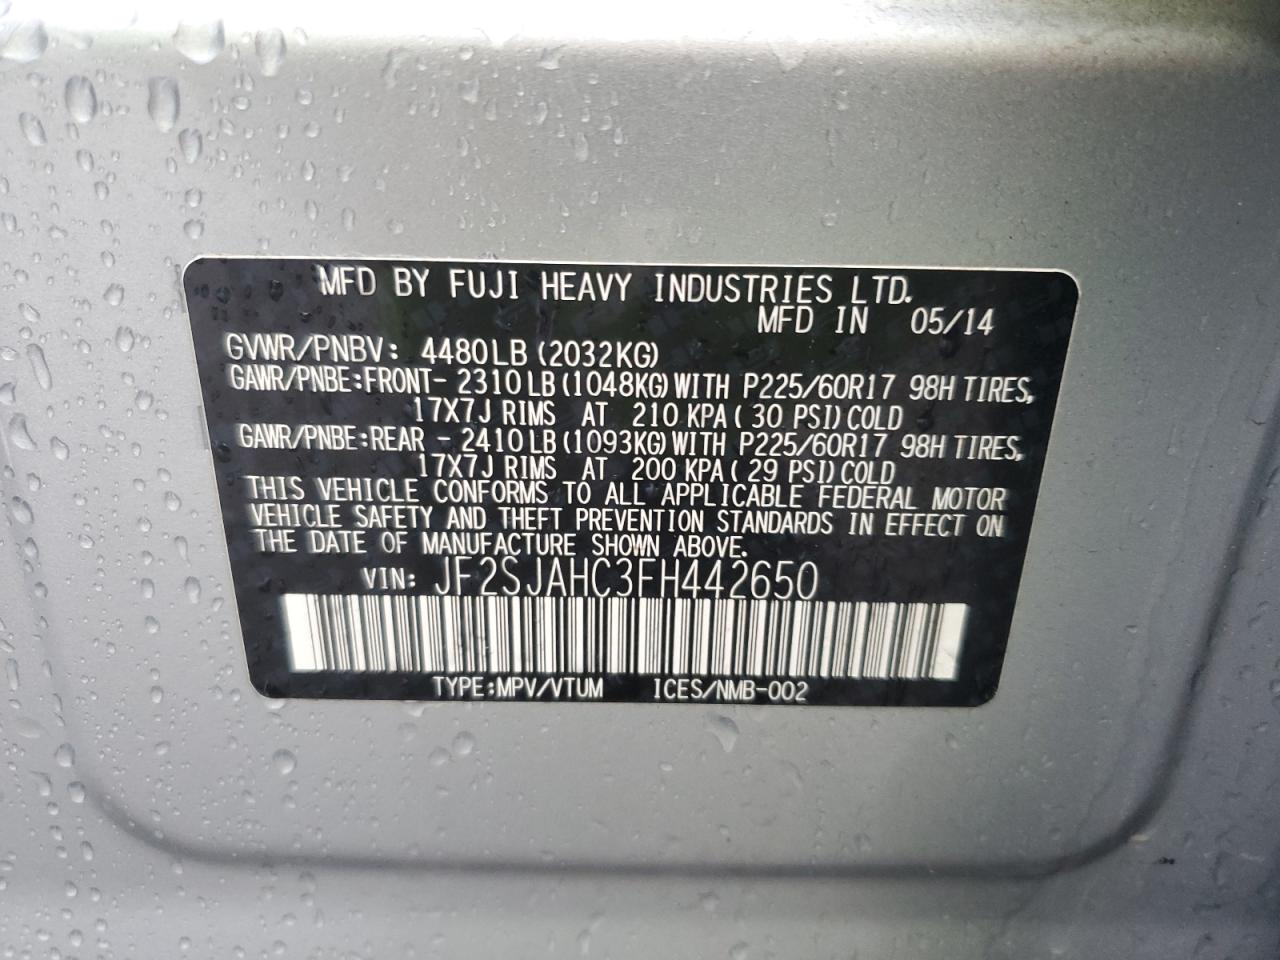 MFD BY FUJI HEAVY INDUSTRIES LTD.
MFD IN 05/14
GVWR/PNBV: 4480LB (2032KG)
GAWR/PNBE:FRONT- 2310LB(1048KG)WITH P225/60R17 98H TIRES,
17X7J RIMS AT 210 KPA( 30 PSI)COLD
GAWR/PNBE:REAR - 2410LB(1093KG)WITH P225/60R17 98H TIRES,
17X7J RIMS AT 200 KPA( 29 PSI)COLD
THIS VEHICLE CONFORMS TO ALL APPLICABLE FEDERAL MOTOR
VEHICLE SAFETY AND THEFT PREVENTION STANDARDS IN EFFECT ON
THE DATE OF MANUFACTURE SHOWN ABOVE.
VIN: JF2SJAHC3FH442650
TYPE:MPV/VTUM ICES/NMB-002